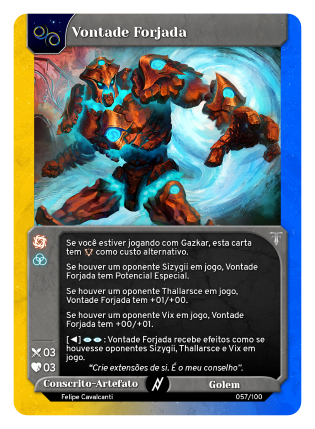 Vontade Forjada
Se você estiver jogando com Gazkar, esta carta
tem como custo alternativo.
Se houver um oponente Sizygii em jogo, Vontade
Forjada tem Potencial Especial.
Se houver um oponente Thallarsce em jogo,
Vontade Forjada tem +01/+00.
Se houver um oponente Vix em jogo, Vontade
Forjada tem +00/+01.
[◄] : Vontade Forjada recebe efeitos como se
houvesse oponentes Sizygii, Thallarsce e Vix em
jogo.
"Crie extensões de si. É o meu conselho".
03
03
Conscrito-Artefato
Golem
Felipe Cavalcanti
057/100